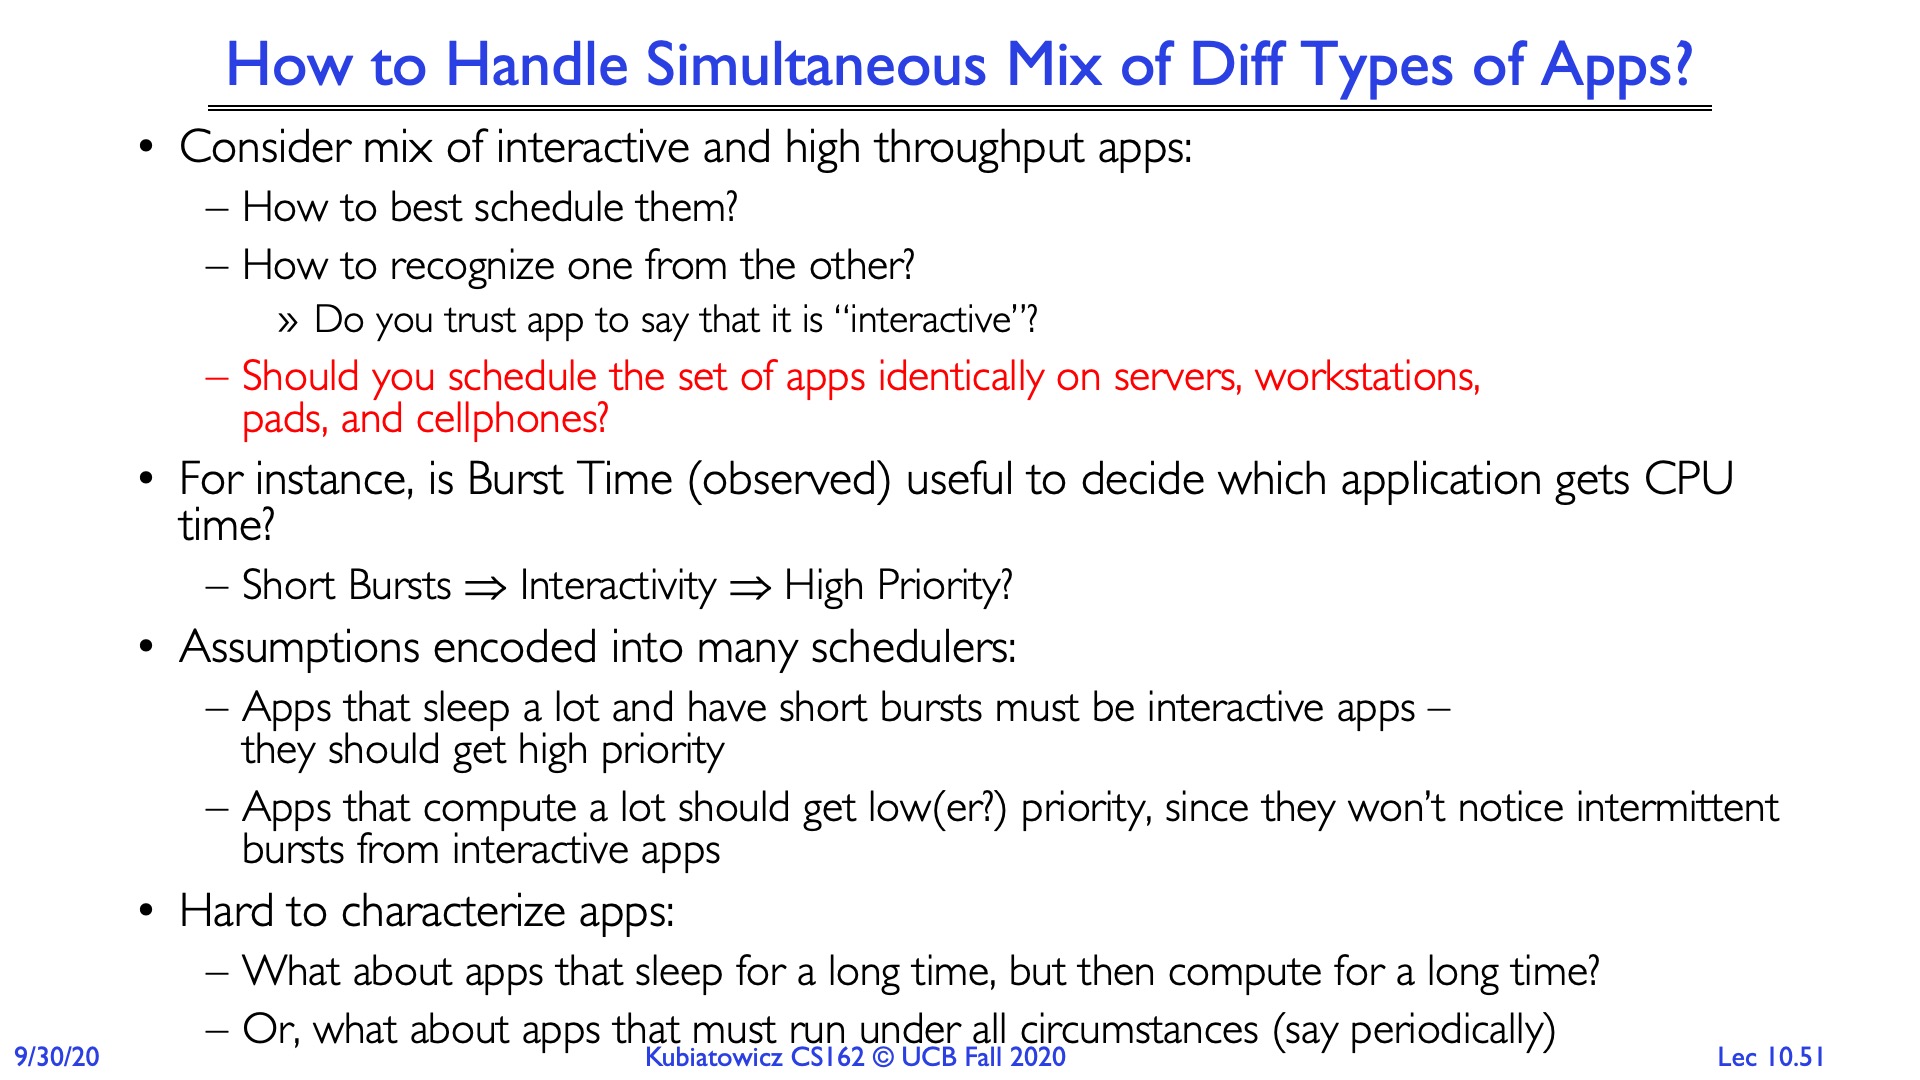 How to Handle Simultaneous Mix of Diff Types of Apps?
• Consider mix of interactive and high throughput apps:
– How to best schedule them?
– How to recognize one from the other?
» Do you trust app to say that it is “interactive”?
– Should you schedule the set of apps identically on servers, workstations,
pads, and cellphones?
• For instance, is Burst Time (observed) useful to decide which application gets CPU
time?
– Short Bursts ⇒ Interactivity ⇒ High Priority?
• Assumptions encoded into many schedulers:
– Apps that sleep a lot and have short bursts must be interactive apps –
they should get high priority
– Apps that compute a lot should get low(er?) priority, since they won’t notice intermittent
bursts from interactive apps
• Hard to characterize apps:
– What about apps that sleep for a long time, but then compute for a long time?
– Or, what about apps that must run under all circumstances (say periodically)
9/30/20
Kubiatowicz CS162 © UCB Fall 2020
Lec 10.51